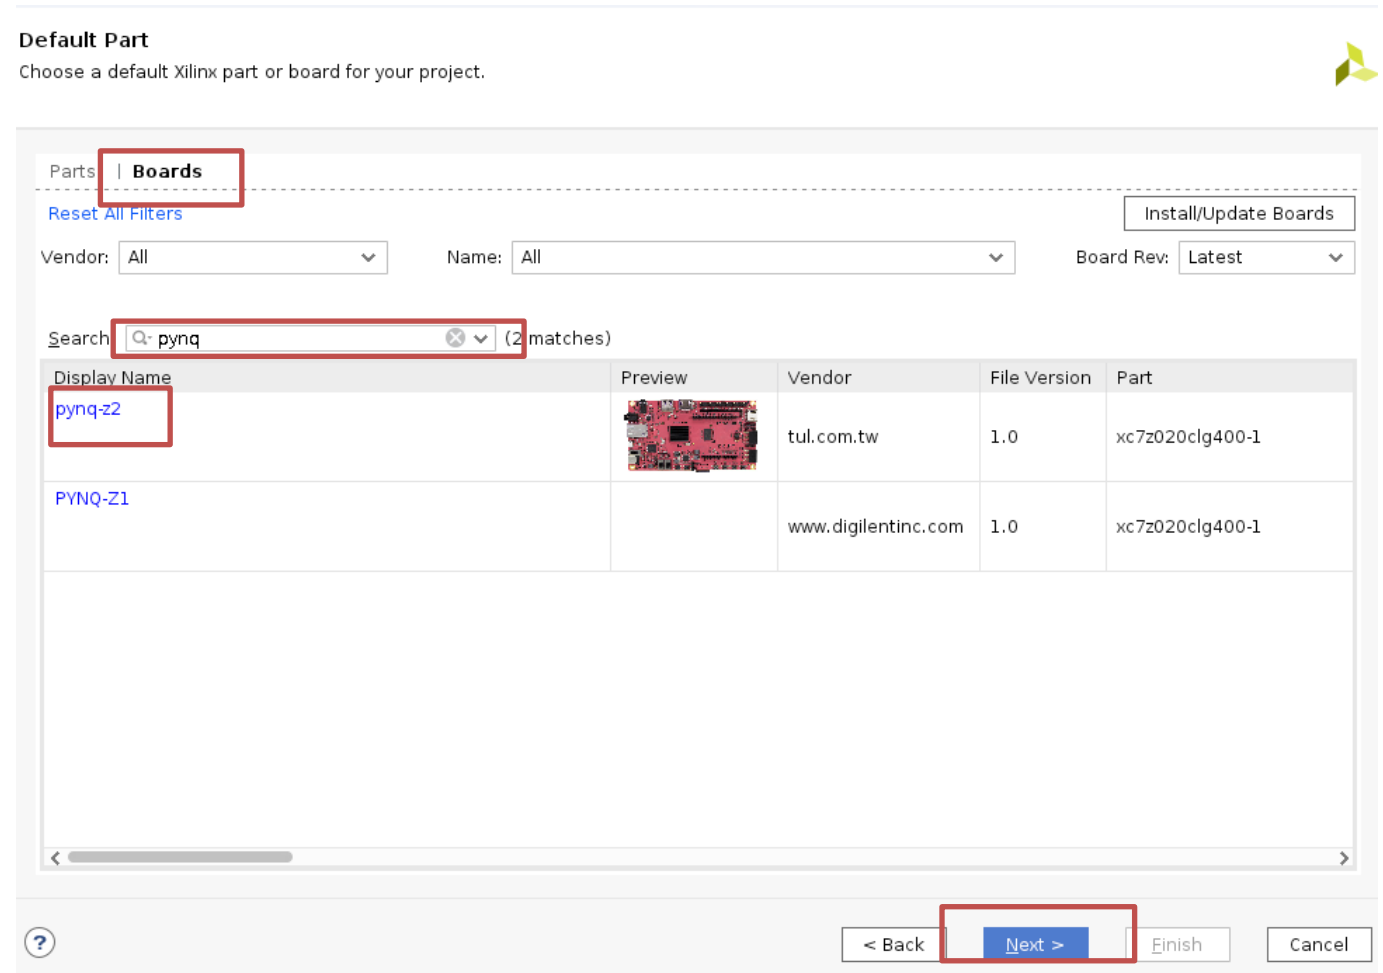 Default Part
Choose a default Xilinx part or board for your project.
Parts | Boards
Reset All Filters
Install/Update Boards
Vendor: All Name: All Board Rev: Latest
Search pynq (2 matches)
Display Name Preview Vendor File Version Part
pynq-z2 tul.com.tw 1.0 xc7z020clg400-1
PYNQ-Z1 www.digilentinc.com 1.0 xc7z020clg400-1
? < Back Next > Finish Cancel